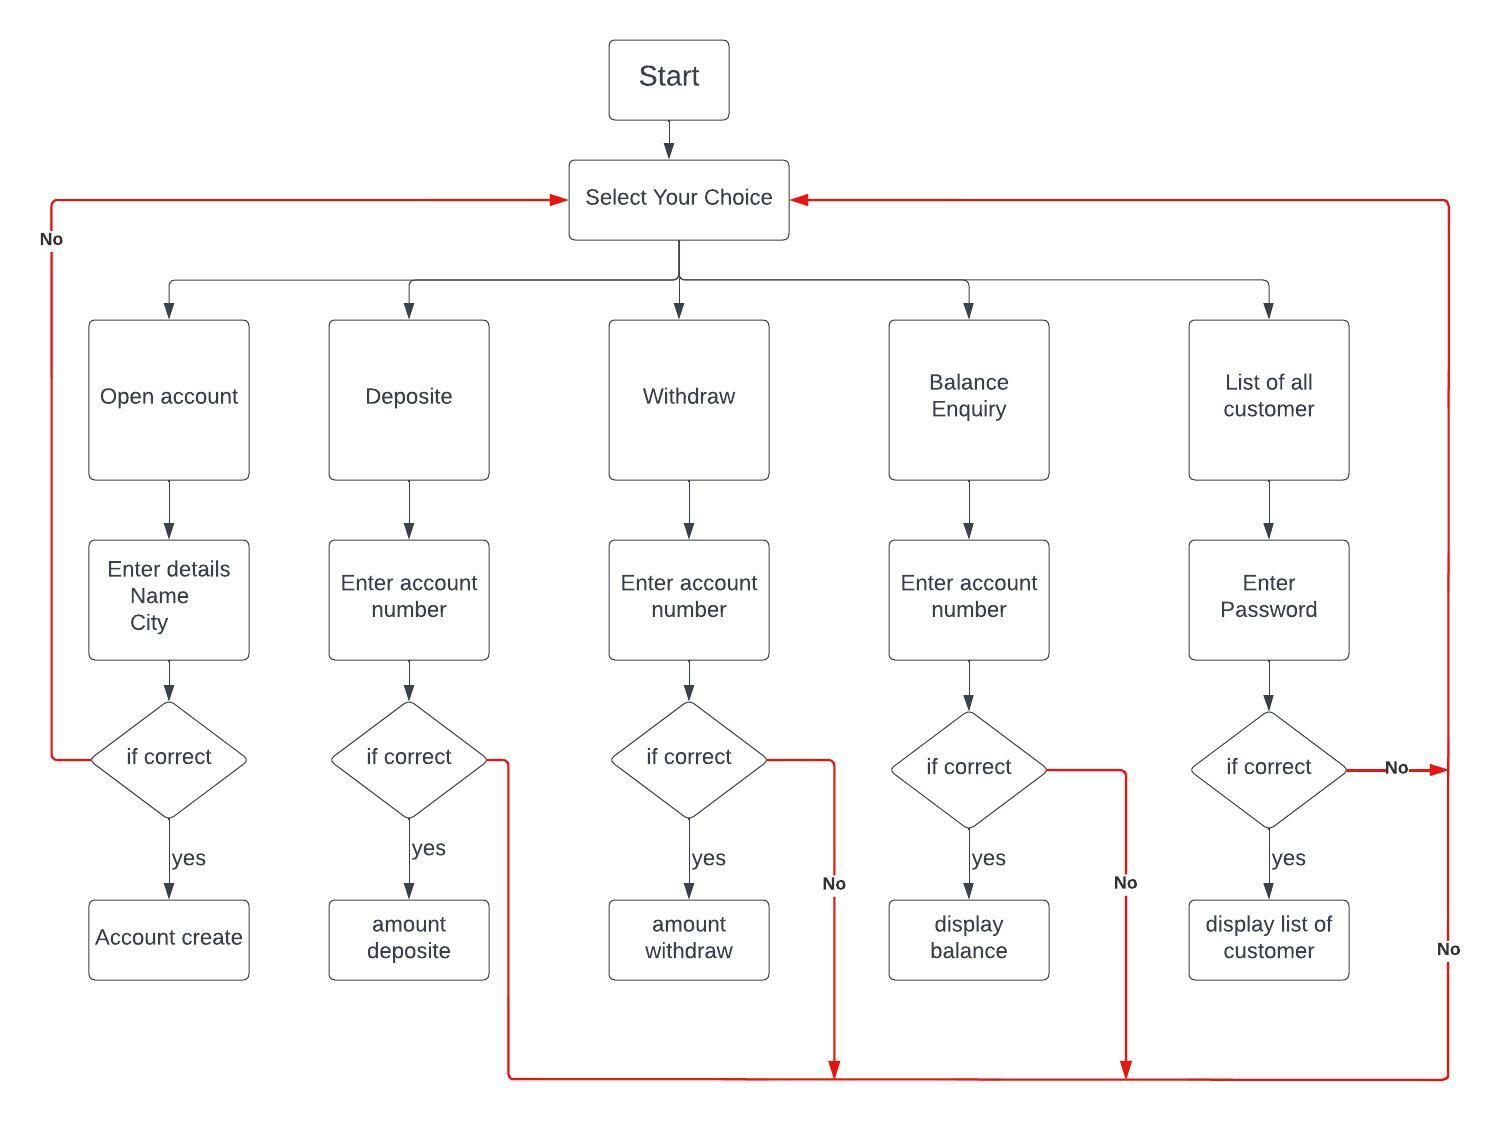 Start
Select Your Choice
No
Open account
Deposite
Withdraw
Balance
Enquiry
List of all
customer
Enter details
Name
City
Enter account
number
Enter account
number
Enter account
number
Enter
Password
if correct
if correct
if correct
if correct
if correct
No
yes
yes
yes
yes
yes
No
No
Account create
amount
deposite
amount
withdraw
display
balance
display list of
customer
No